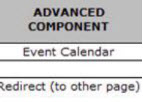 ADVANCED
COMPONENT
Event Calendar
Redirect (to other page)